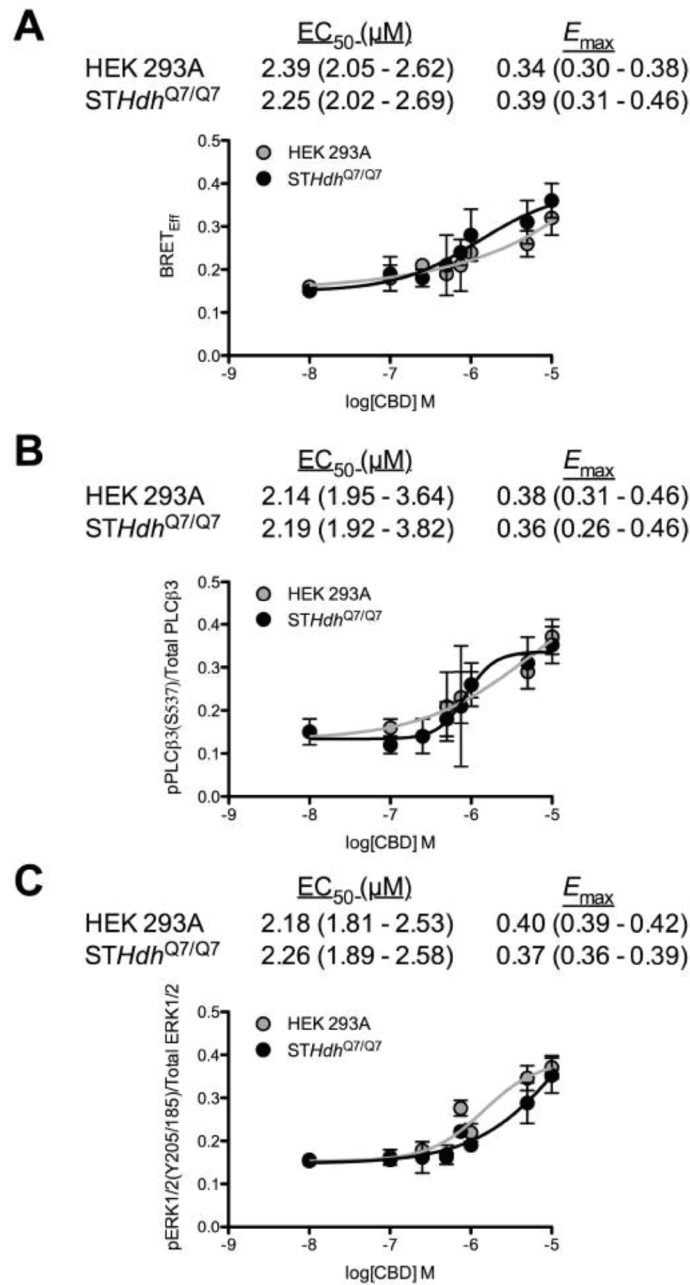 A
EC50 (μM) Emax
HEK 293A 2.39 (2.05 - 2.62) 0.34 (0.30 - 0.38)
STHdhQ7/Q7 2.25 (2.02 - 2.69) 0.39 (0.31 - 0.46)
0.5
0.4
0.3
0.2
0.1
0.0
BRETEff
HEK 293A
STHdhQ7/Q7
-9 -8 -7 -6 -5
log[CBD] M
B
EC50 (μM) Emax
HEK 293A 2.14 (1.95 - 3.64) 0.38 (0.31 - 0.46)
STHdhQ7/Q7 2.19 (1.92 - 3.82) 0.36 (0.26 - 0.46)
0.5
0.4
0.3
0.2
0.1
0.0
pPLCβ3(S537)/Total PLCβ3
HEK 293A
STHdhQ7/Q7
-9 -8 -7 -6 -5
log[CBD] M
C
EC50 (μM) Emax
HEK 293A 2.18 (1.81 - 2.53) 0.40 (0.39 - 0.42)
STHdhQ7/Q7 2.26 (1.89 - 2.58) 0.37 (0.36 - 0.39)
0.5
0.4
0.3
0.2
0.1
0.0
pERK1/2(Y205/185)/Total ERK1/2
HEK 293A
STHdhQ7/Q7
-9 -8 -7 -6 -5
log[CBD] M